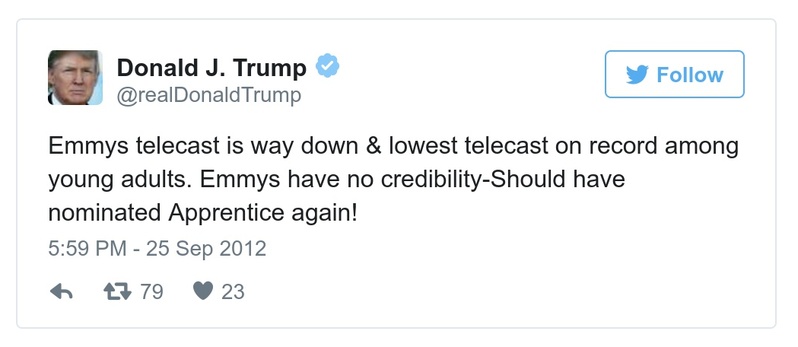 Donald J. Trump
Follow
@realDonaldTrump
Emmys telecast is way down & lowest telecast on record among
young adults. Emmys have no credibility-Should have
nominated Apprentice again!
5:59 PM - 25 Sep 2012
79 23